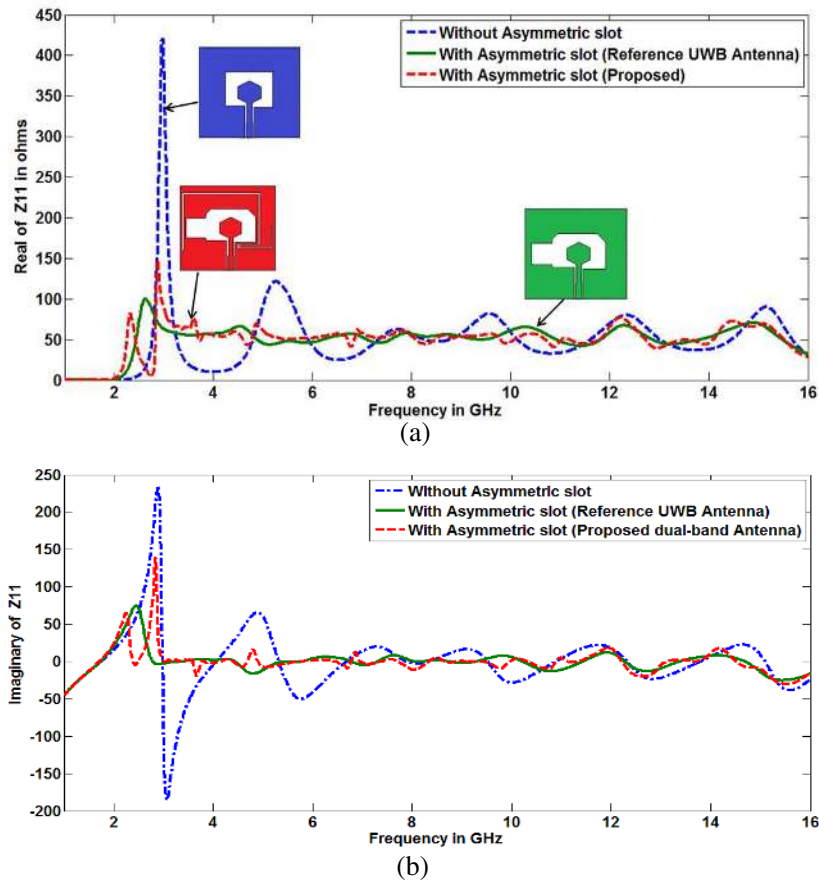 450
400
350
300
250
200
150
100
50
0
Real of Z11 in ohms
Without Asymmetric slot
With Asymmetric slot (Reference UWB Antenna)
With Asymmetric slot (Proposed)
2 4 6 8 10 12 14 16
Frequency in GHz
(a)
250
200
150
100
50
0
-50
-100
-150
-200
Imaginary of Z11
WIthout Asymmetric slot
With Asymmetric slot (Reference UWB Antenna)
With Asymmetric slot (Proposed dual-band Antenna)
2 4 6 8 10 12 14 16
Frequency in GHz
(b)